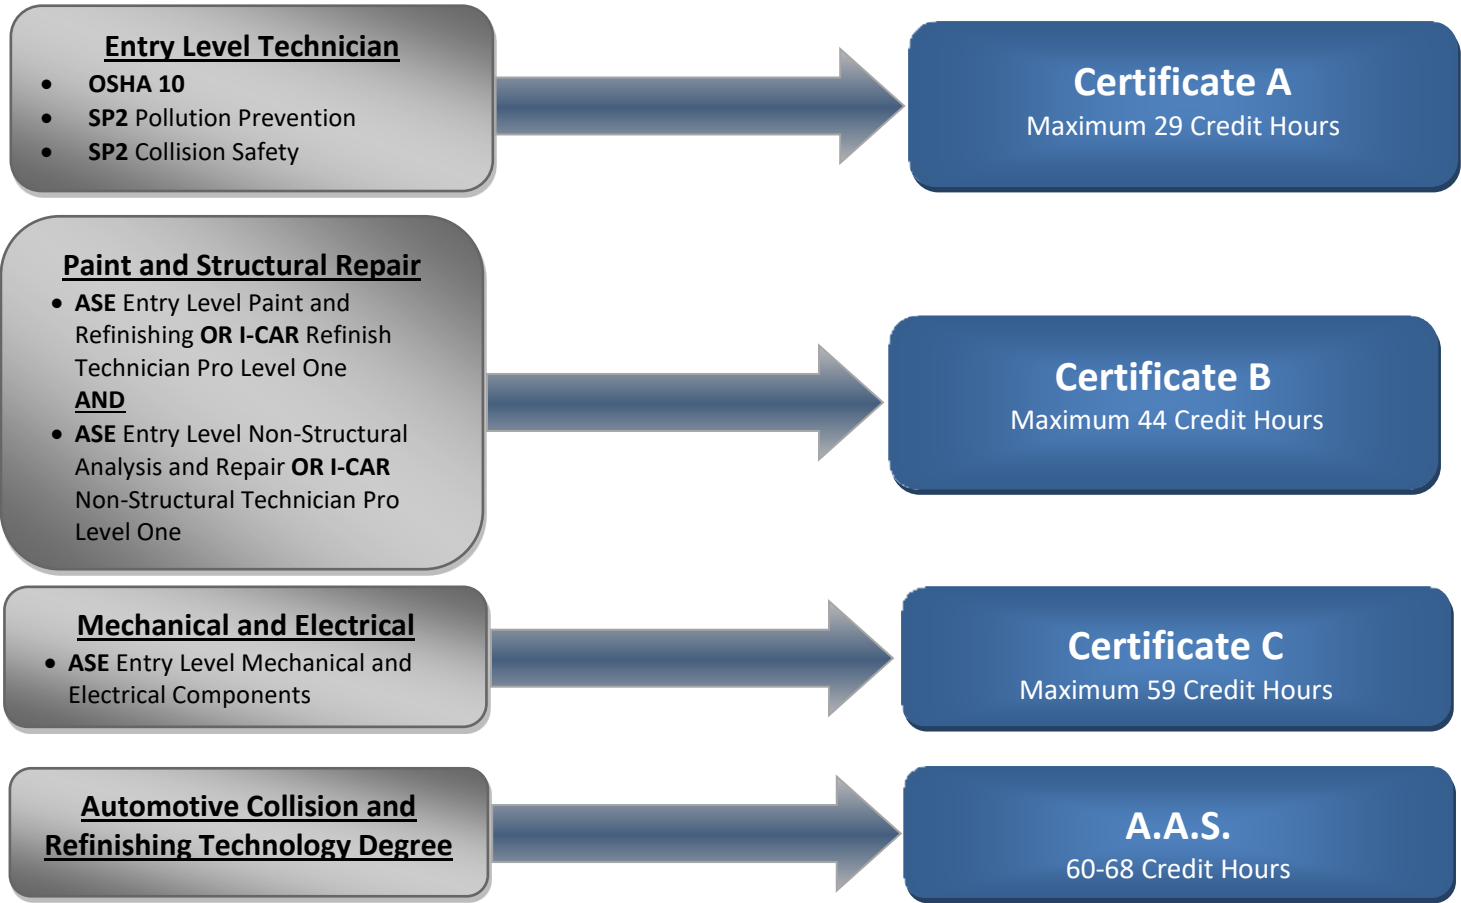 Entry Level Technician
• OSHA 10
• SP2 Pollution Prevention
• SP2 Collision Safety
Certificate A
Maximum 29 Credit Hours
Paint and Structural Repair
• ASE Entry Level Paint and
Refinishing OR I-CAR Refinish
Technician Pro Level One
AND
• ASE Entry Level Non-Structural
Analysis and Repair OR I-CAR
Non-Structural Technician Pro
Level One
Certificate B
Maximum 44 Credit Hours
Mechanical and Electrical
• ASE Entry Level Mechanical and
Electrical Components
Certificate C
Maximum 59 Credit Hours
Automotive Collision and
Refinishing Technology Degree
A.A.S.
60-68 Credit Hours